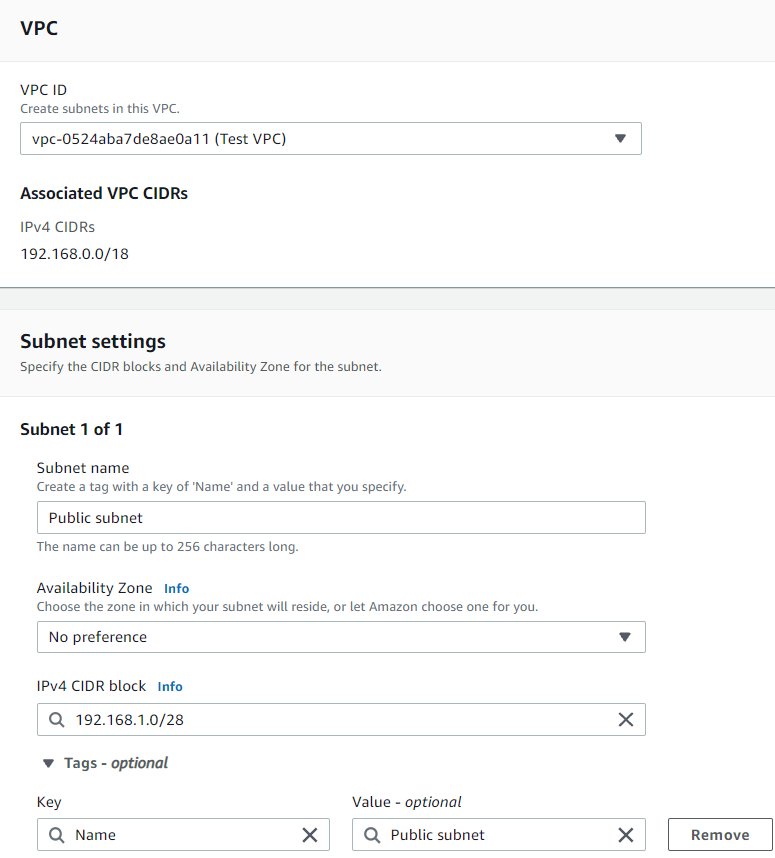 VPC
VPC ID
Create subnets in this VPC.
vpc-0524aba7de8ae0a11 (Test VPC)
Associated VPC CIDRs
IPv4 CIDRs
192.168.0.0/18
Subnet settings
Specify the CIDR blocks and Availability Zone for the subnet.
Subnet 1 of 1
Subnet name
Create a tag with a key of 'Name' and a value that you specify.
Public subnet
The name can be up to 256 characters long.
Availability Zone Info
Choose the zone in which your subnet will reside, or let Amazon choose one for you.
No preference
IPv4 CIDR block Info
192.168.1.0/28
Tags - optional
Key Value - optional
Name Public subnet Remove